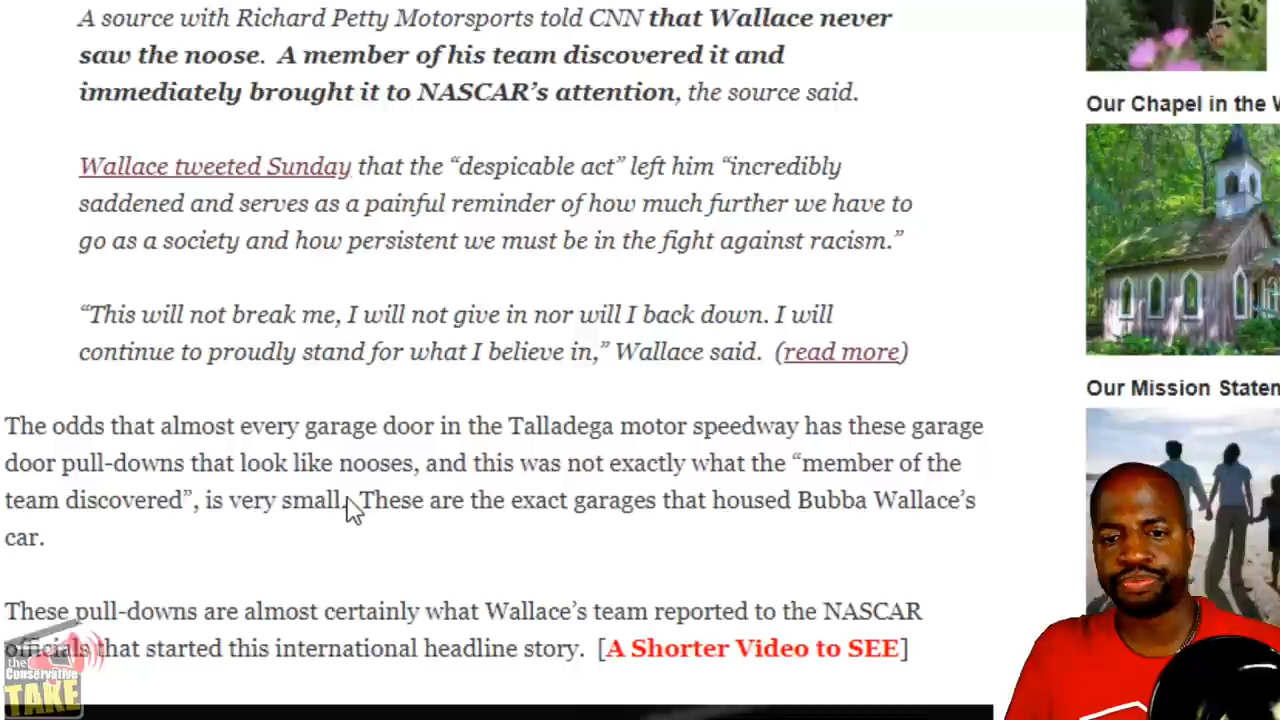 A source with Richard Petty Motorsports told CNN that Wallace never
saw the noose. A member of his team discovered it and
immediately brought it to NASCAR's attention, the source said.
Wallace tweeted Sunday that the “despicable act” left him “incredibly
saddened and serves as a painful reminder of how much further we have to
go as a society and how persistent we must be in the fight against racism.”
“This will not break me, I will not give in nor will I back down. I will
continue to proudly stand for what I believe in,” Wallace said. (read more)
The odds that almost every garage door in the Talladega motor speedway has these garage
door pull-downs that look like nooses, and this was not exactly what the “member of the
team discovered”, is very small. These are the exact garages that housed Bubba Wallace's
car.
These pull-downs are almost certainly what Wallace's team reported to the NASCAR
officials that started this international headline story. [A Shorter Video to SEE]
Our Chapel in the
Our Mission
the
Conservative
TAKE